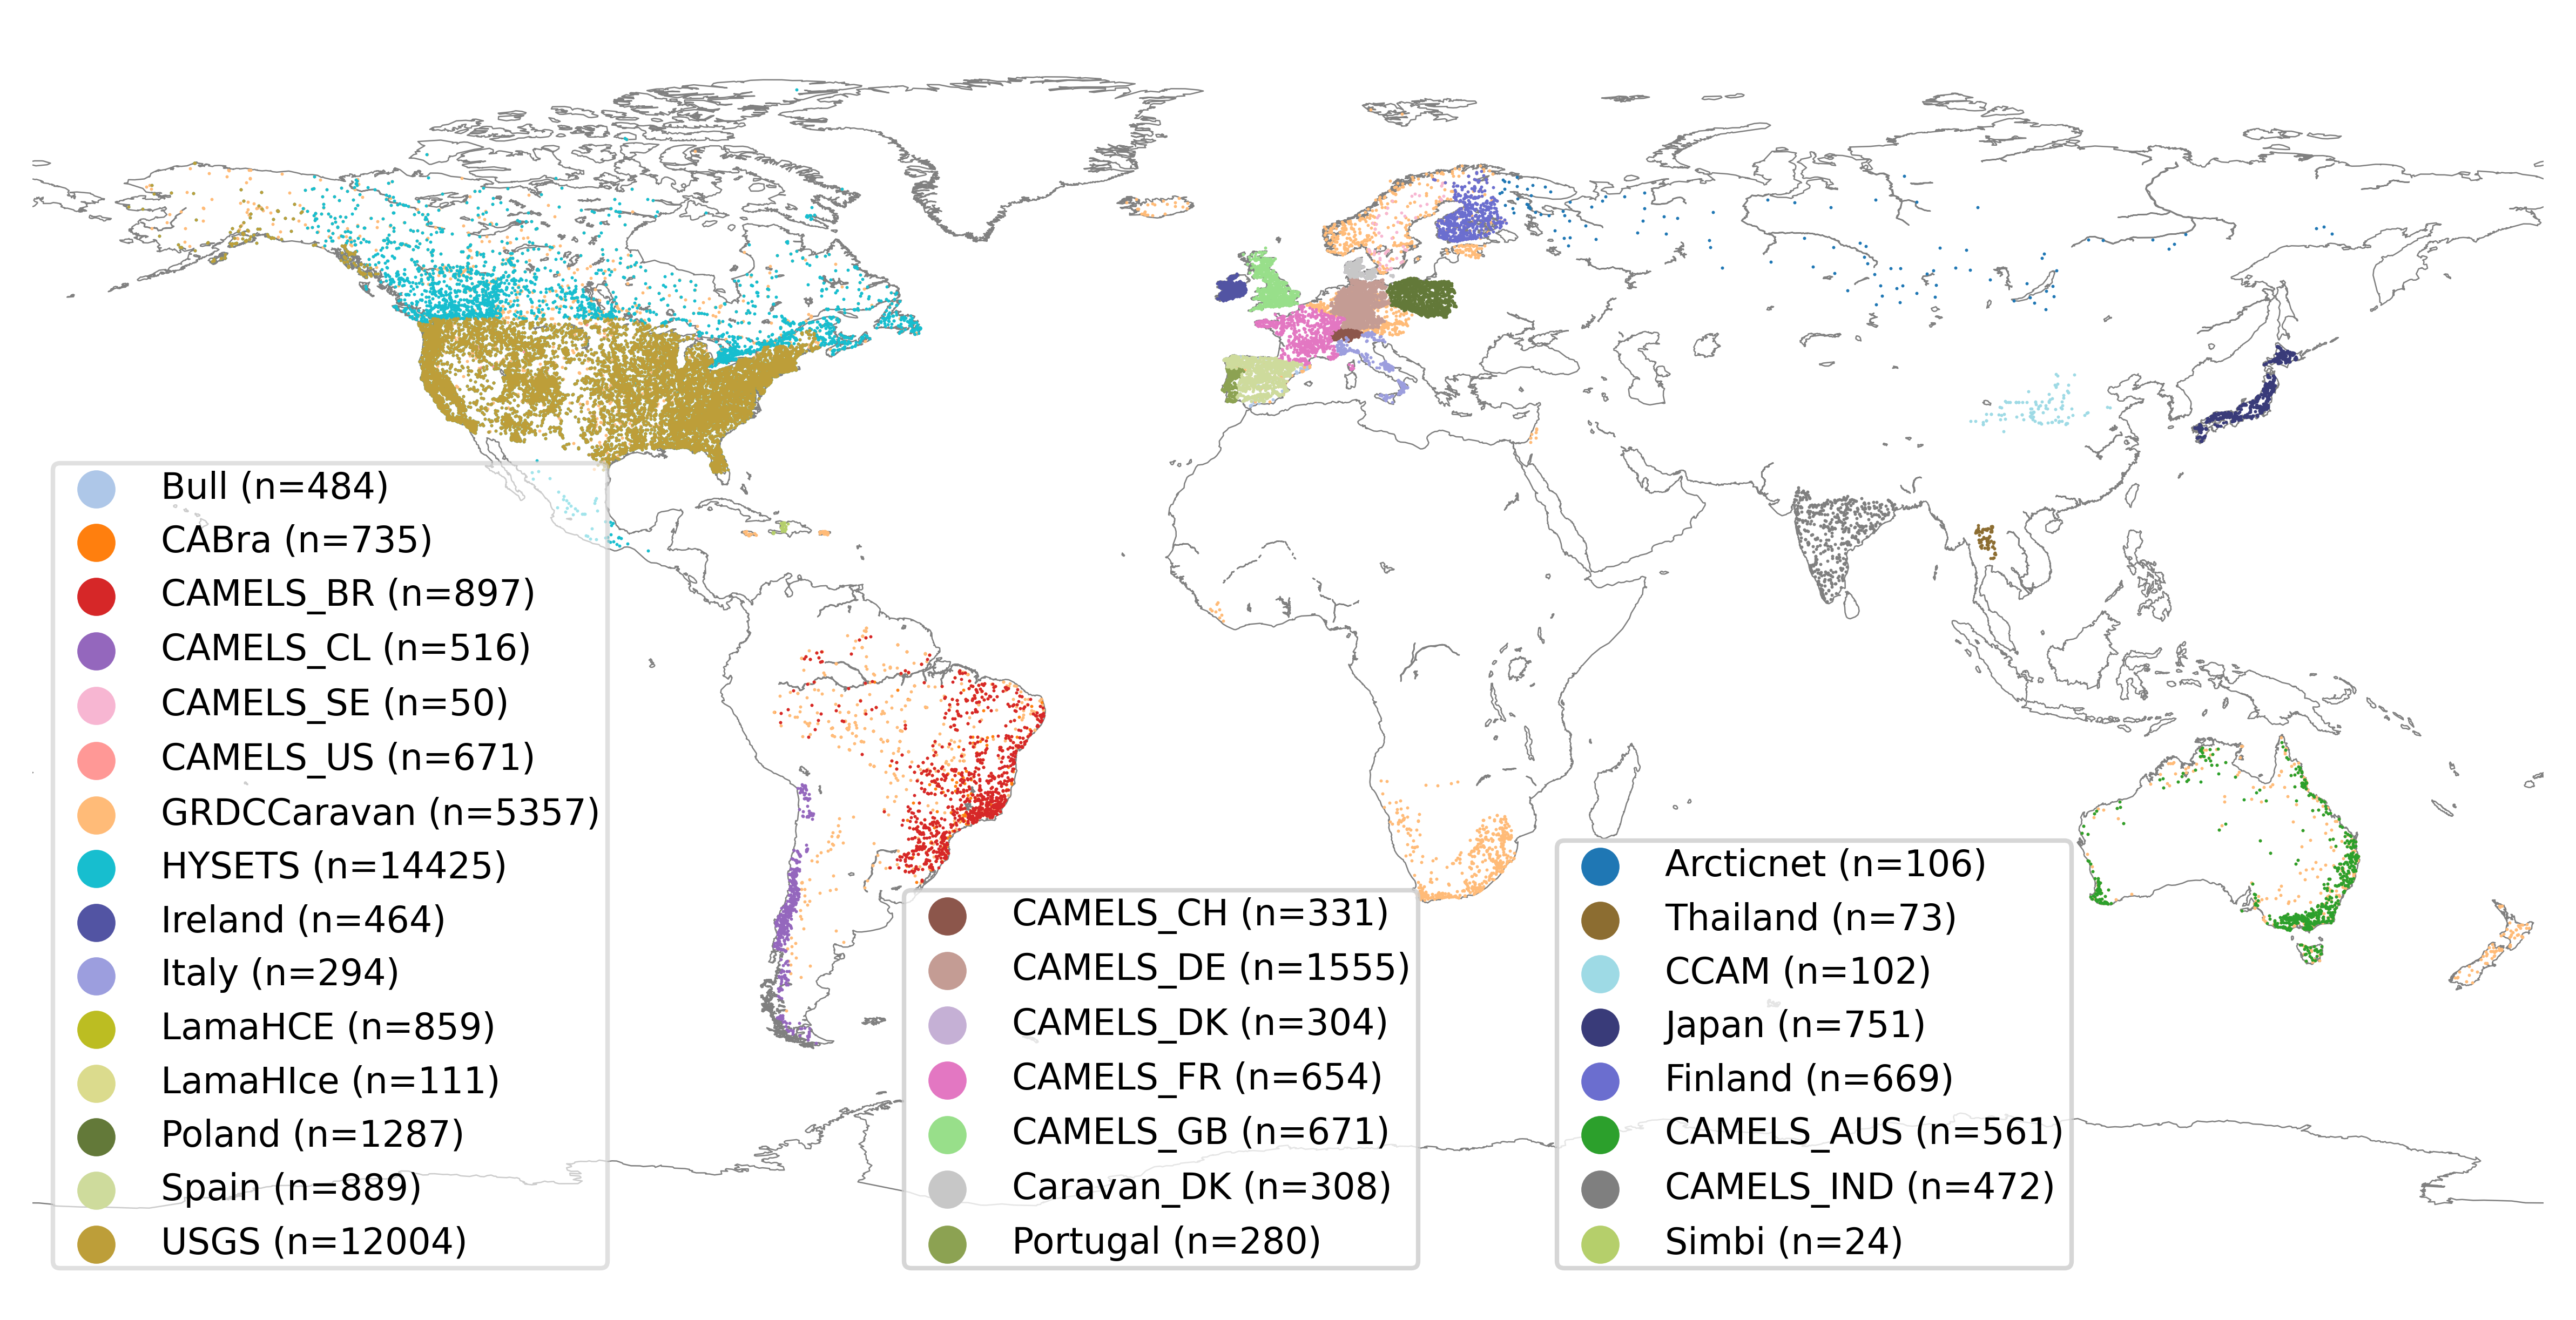 Bull (n=484)
CABra (n=735)
CAMELS_BR (n=897)
CAMELS_CL (n=516)
CAMELS_SE (n=50)
CAMELS_US (n=671)
GRDCCaravan (n=5357)
HYSETS (n=14425)
Ireland (n=464)
Italy (n=294)
LamaHCE (n=859)
LamaHIce (n=111)
Poland (n=1287)
Spain (n=889)
USGS (n=12004)
CAMELS_CH (n=331)
CAMELS_DE (n=1555)
CAMELS_DK (n=304)
CAMELS_FR (n=654)
CAMELS_GB (n=671)
Caravan_DK (n=308)
Portugal (n=280)
Arcticnet (n=106)
Thailand (n=73)
CCAM (n=102)
Japan (n=751)
Finland (n=669)
CAMELS_AUS (n=561)
CAMELS_IND (n=472)
Simbi (n=24)